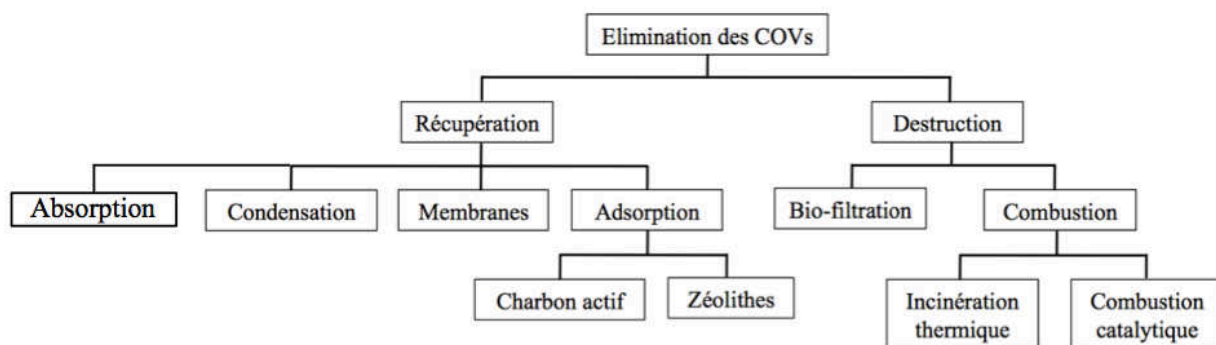 Elimination des COVs
Récupération
Destruction
Absorption
Condensation
Membranes
Adsorption
Bio-filtration
Combustion
Charbon actif
Zéolithes
Incinération
thermique
Combustion
catalytique